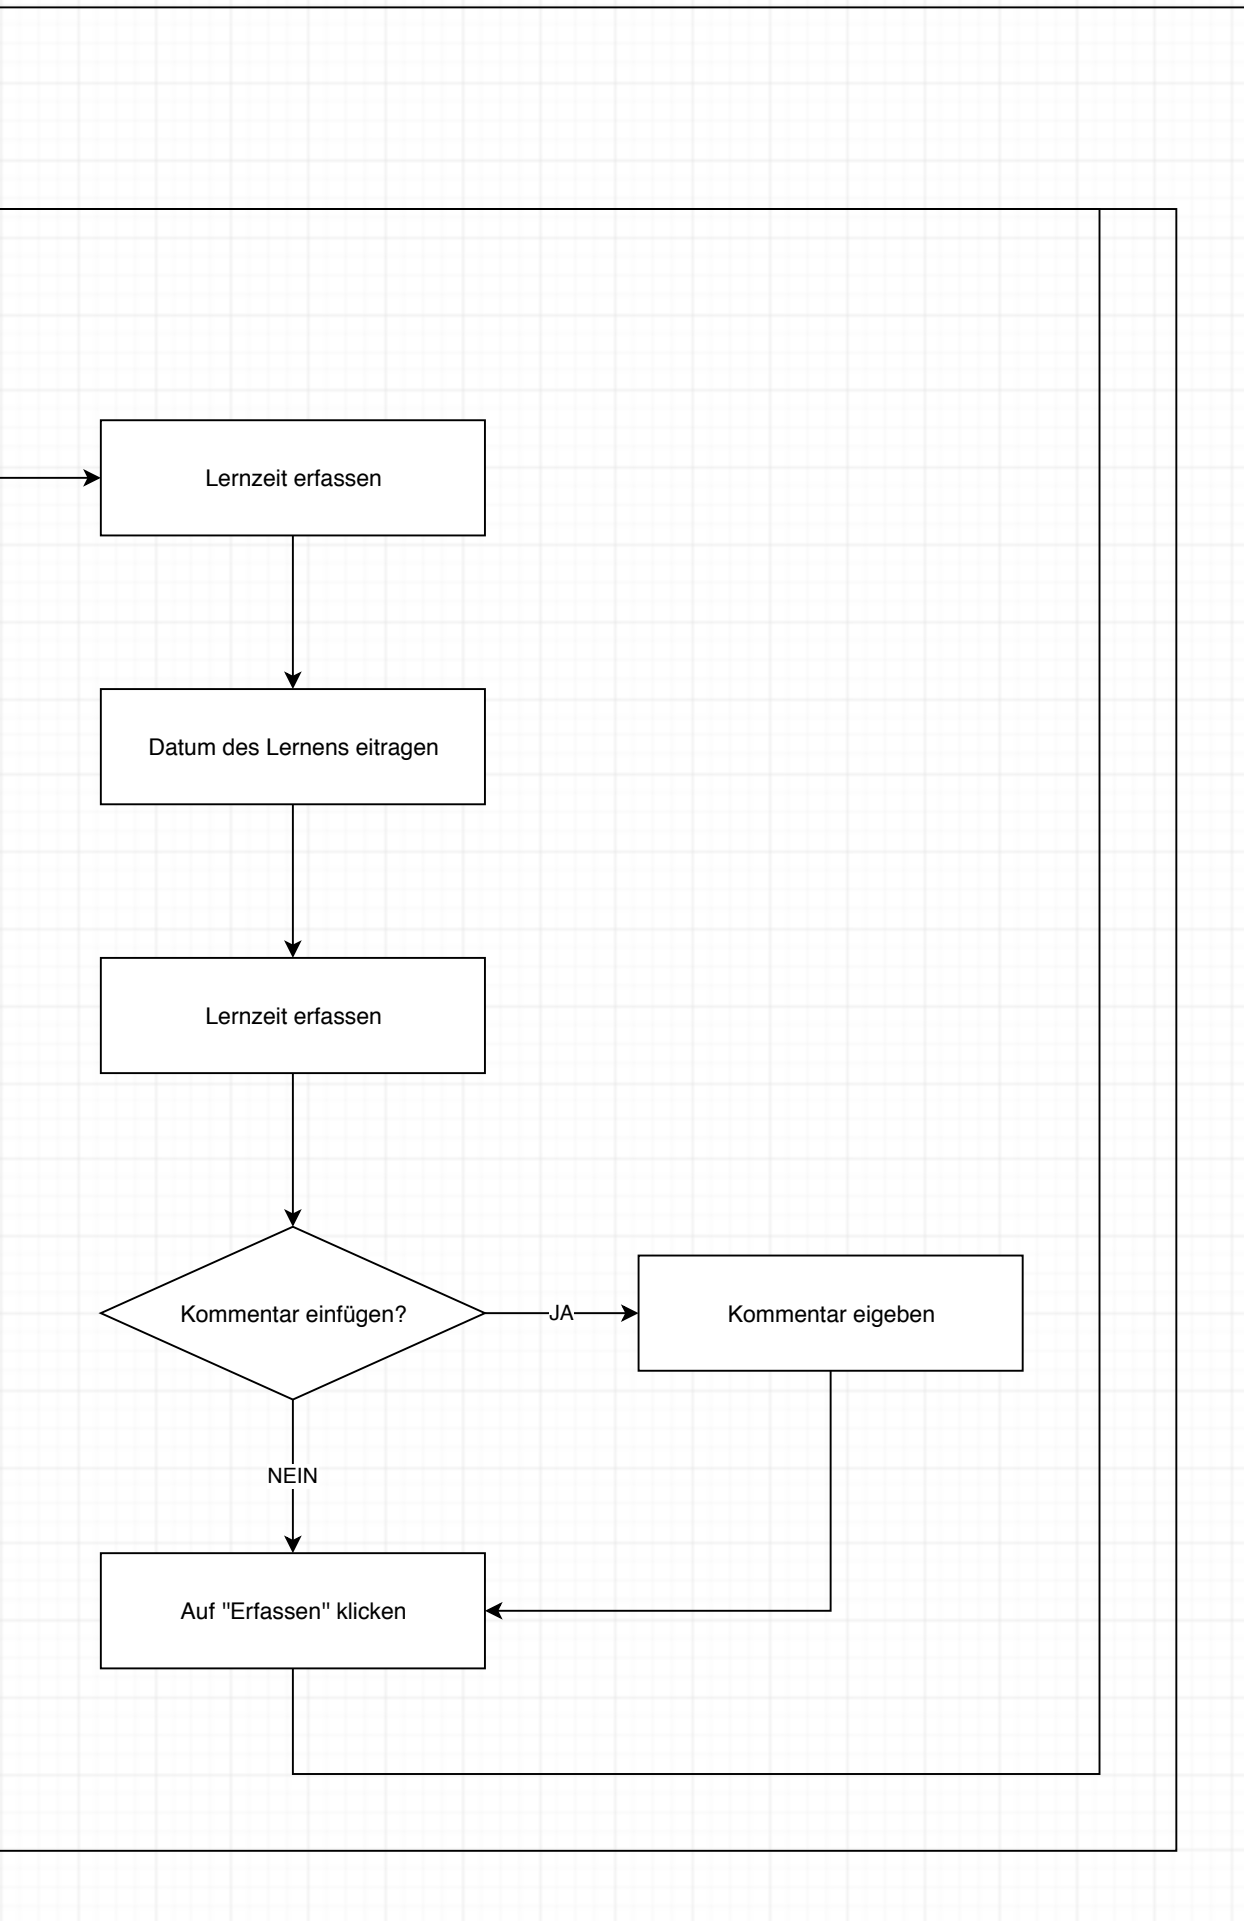 Lernzeit erfassen
Datum des Lernens eitragen
Lernzeit erfassen
Kommentar einfügen?
JA
Kommentar eigeben
NEIN
Auf "Erfassen" klicken